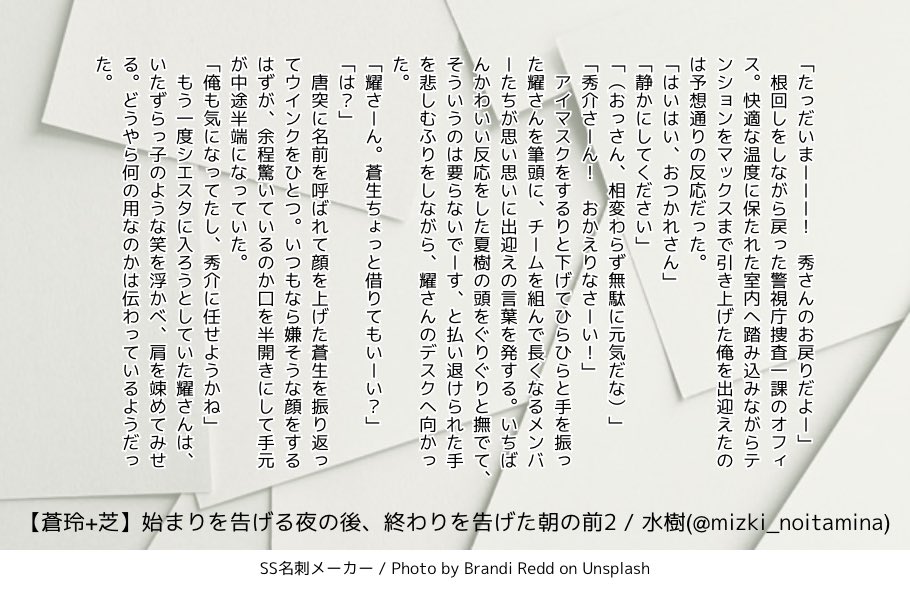 「たっだいまーーー！　秀さんのお戻りだよー」
　根回しをしながら戻った警視庁捜査一課のオフィ
ス。快適な温度に保たれた室内へ踏み込みながらテ
ンションをマックスまで引き上げた俺を出迎えたの
は予想通りの反応だった。
「はいはい、おつかれさん」
「静かにしてください」
「（おっさん、相変わらず無駄に元気だな）」
「秀介さーん！　おかえりなさーい！」
　アイマスクをするりと下げてひらひらと手を振っ
た耀さんを筆頭に、チームを組んで長くなるメンバ
ーたちが思い思いに出迎えの言葉を発する。いちば
んかわいい反応をした夏樹の頭をぐりぐりと撫でて、
そういうのは要らないでーす、と払い退けられた手
を悲しむふりをしながら、耀さんのデスクへ向かっ
た。
「耀さーん。蒼生ちょっと借りてもいーい？」
「は？」
　唐突に名前を呼ばれて顔を上げた蒼生を振り返っ
てウインクをひとつ。いつもなら嫌そうな顔をする
はずが、余程驚いているのか口を半開きにして手元
が中途半端になっていた。
「俺も気になってたし、秀介に任せようかね」
　もう一度シエスタに入ろうとしていた耀さんは、
いたずらっ子のような笑を浮かべ、肩を竦めてみせ
る。どうやら何の用なのかは伝わっているようだっ
た。
【蒼玲+芝】始まりを告げる夜の後、終わりを告げた朝の前2 / 水樹(@mizki_noitamina)
SS名刺メーカー / Photo by Brandi Redd on Unsplash